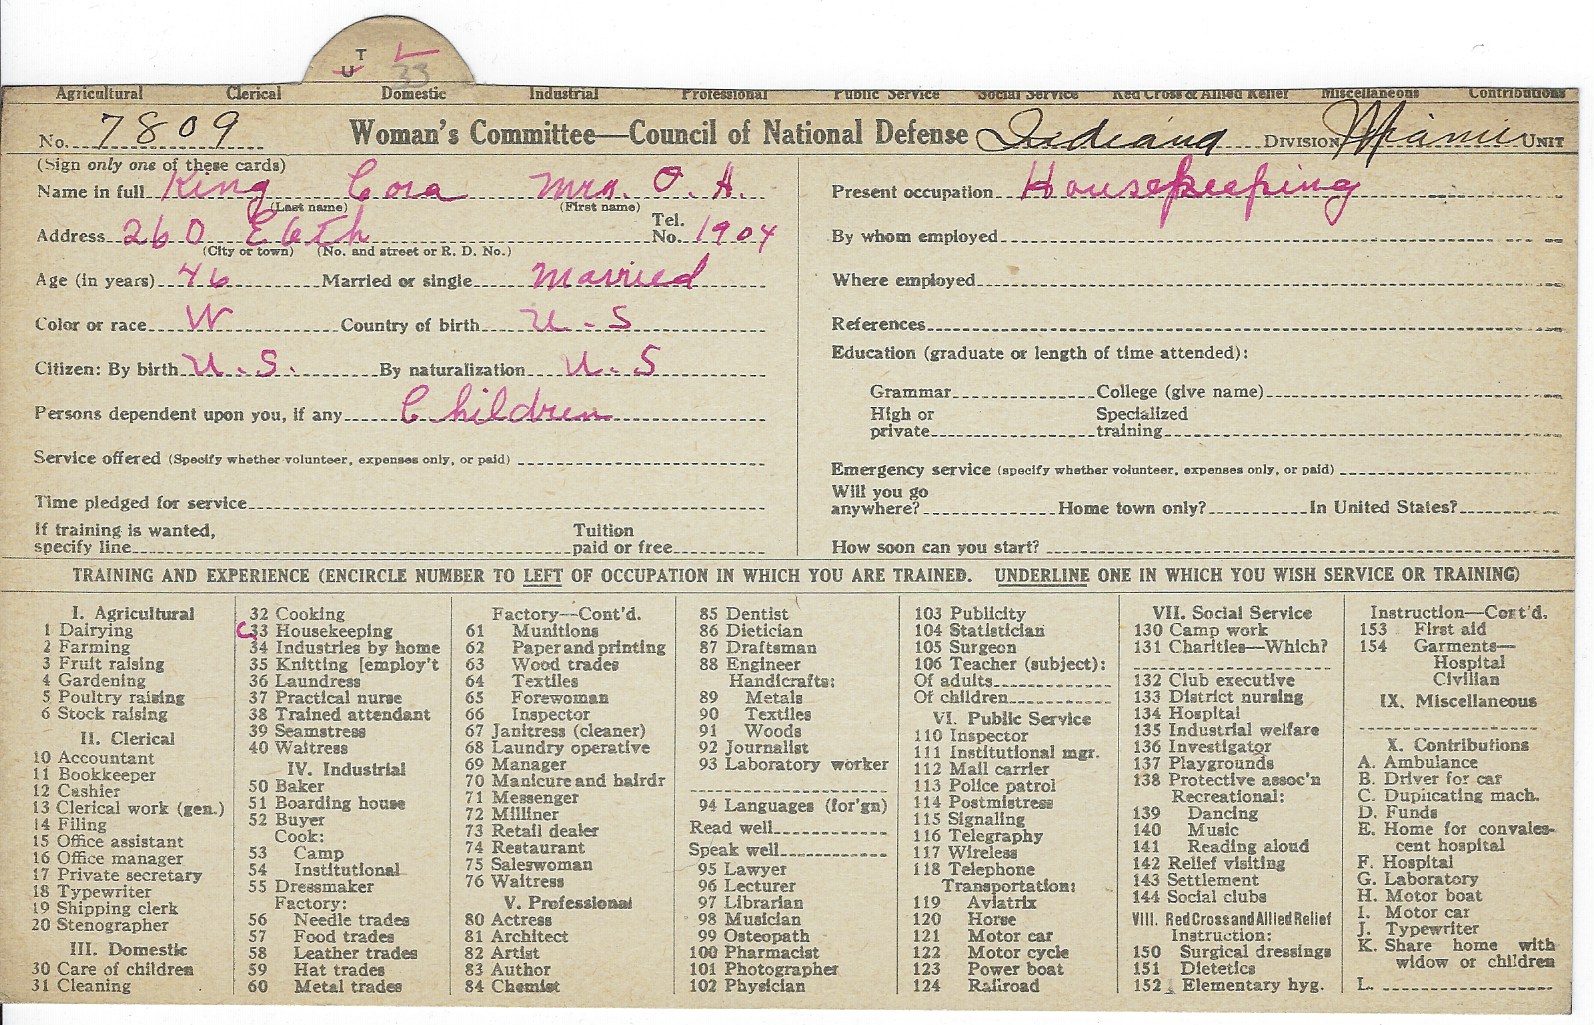 T
U 33
Agricultural Clerical Domestic Industrial Professional Public Service Social Service Red Cross & Allied Relief Miscellaneous Contributions
No. 7809 Woman's Committee—Council of National Defense Indiana DIVISION Miami UNIT
(Sign only one of these cards)
Name in full King Cora Mrs. O. H.
(Last name) (First name)
Address 260 E 6th Tel. No. 1904
(City or town) (No. and street or R. D. No.)
Age (in years) 46 Married or single Married
Color or race W Country of birth U-S
Citizen: By birth U.S. By naturalization U.S
Persons dependent upon you, if any Children
Service offered (Specify whether volunteer, expenses only, or paid)
Time pledged for service
If training is wanted, Tuition
specify line paid or free
Present occupation Housekeeping
By whom employed
Where employed
References
Education (graduate or length of time attended):
Grammar College (give name)
High or Specialized
private training
Emergency service (specify whether volunteer, expenses only, or paid)
Will you go
anywhere? Home town only? In United States?
How soon can you start?
TRAINING AND EXPERIENCE (ENCIRCLE NUMBER TO LEFT OF OCCUPATION IN WHICH YOU ARE TRAINED. UNDERLINE ONE IN WHICH YOU WISH SERVICE OR TRAINING)
I. Agricultural
1 Dairying
2 Farming
3 Fruit raising
4 Gardening
5 Poultry raising
6 Stock raising
II. Clerical
10 Accountant
11 Bookkeeper
12 Cashier
13 Clerical work (gen.)
14 Filing
15 Office assistant
16 Office manager
17 Private secretary
18 Typewriter
19 Shipping clerk
20 Stenographer
III. Domestic
30 Care of children
31 Cleaning
32 Cooking
33 Housekeeping
34 Industries by home
35 Knitting [employ't
36 Laundress
37 Practical nurse
38 Trained attendant
39 Seamstress
40 Waitress
IV. Industrial
50 Baker
51 Boarding house
52 Buyer
Cook:
53 Camp
54 Institutional
55 Dressmaker
Factory:
56 Needle trades
57 Food trades
58 Leather trades
59 Hat trades
60 Metal trades
Factory—Cont'd.
61 Munitions
62 Paper and printing
63 Wood trades
64 Textiles
65 Forewoman
66 Inspector
67 Janitress (cleaner)
68 Laundry operative
69 Manager
70 Manicure and hairdr
71 Messenger
72 Milliner
73 Retail dealer
74 Restaurant
75 Saleswoman
76 Waitress
V. Professional
80 Actress
81 Architect
82 Artist
83 Author
84 Chemist
85 Dentist
86 Dietician
87 Draftsman
88 Engineer
Handicrafts:
89 Metals
90 Textiles
91 Woods
92 Journalist
93 Laboratory worker
94 Languages (for'gn)
Read well
Speak well
95 Lawyer
96 Lecturer
97 Librarian
98 Musician
99 Osteopath
100 Pharmacist
101 Photographer
102 Physician
103 Publicity
104 Statistician
105 Surgeon
106 Teacher (subject):
Of adults
Of children
VI. Public Service
110 Inspector
111 Institutional mgr.
112 Mail carrier
113 Police patrol
114 Postmistress
115 Signaling
116 Telegraphy
117 Wireless
118 Telephone
Transportation:
119 Aviatrix
120 Horse
121 Motor car
122 Motor cycle
123 Power boat
124 Railroad
VII. Social Service
130 Camp work
131 Charities—Which?
132 Club executive
133 District nursing
134 Hospital
135 Industrial welfare
136 Investigator
137 Playgrounds
138 Protective assoc'n
Recreational:
139 Dancing
140 Music
141 Reading aloud
142 Relief visiting
143 Settlement
144 Social clubs
VIII. Red Cross and Allied Relief
Instruction:
150 Surgical dressings
151 Dietetics
152 Elementary hyg.
Instruction—Cont'd.
153 First aid
154 Garments—
Hospital
Civilian
IX. Miscellaneous
X. Contributions
A. Ambulance
B. Driver for car
C. Duplicating mach.
D. Funds
E. Home for convales-
cent hospital
F. Hospital
G. Laboratory
H. Motor boat
I. Motor car
J. Typewriter
K. Share home with
widow or children
L.